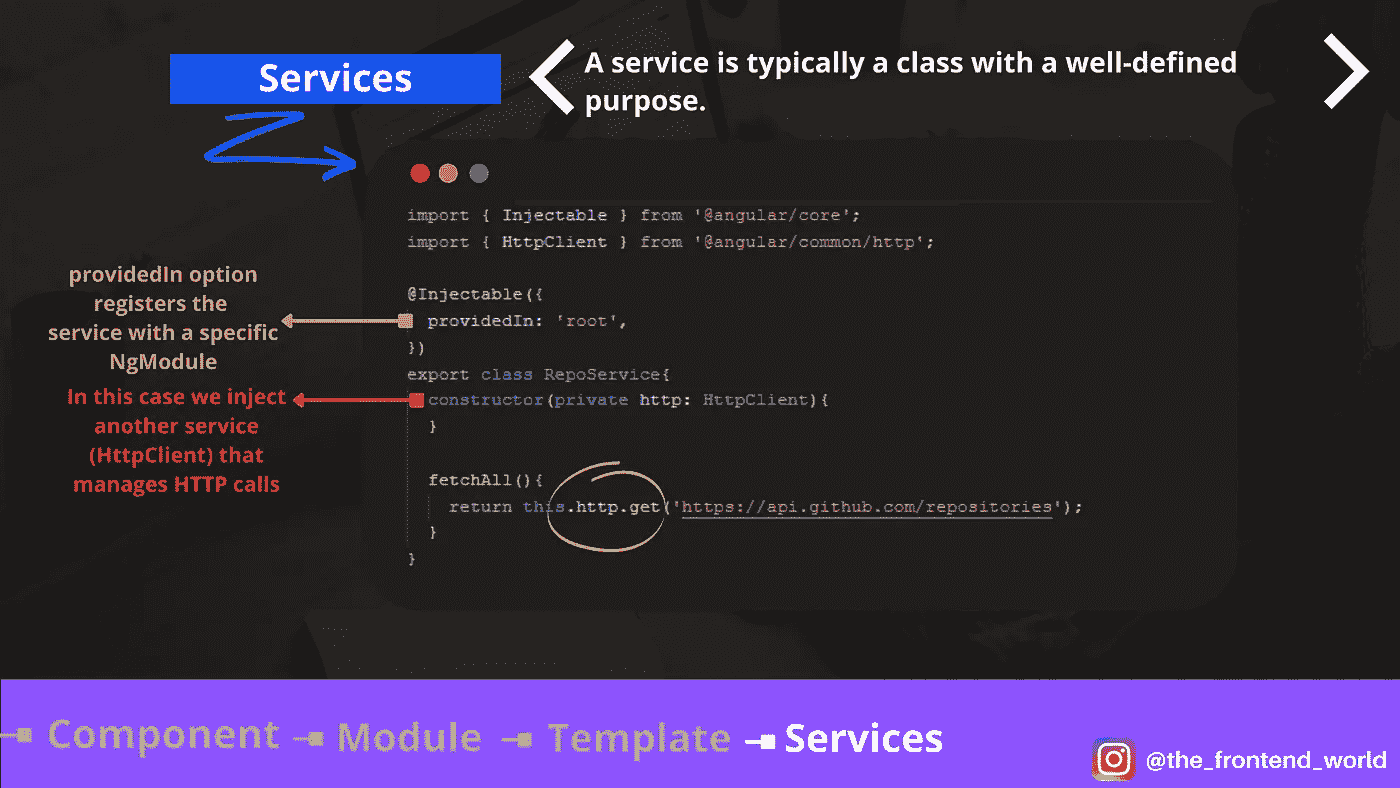 Services
A service is typically a class with a well-defined
purpose.
import { Injectable } from '@angular/core';
import { HttpClient } from '@angular/common/http';
@Injectable({
providedIn: 'root',
})
export class RepoService{
constructor(private http: HttpClient){
}
fetchAll(){
return this.http.get('https://api.github.com/repositories');
}
}
providedIn option
registers the
service with a specific
NgModule
In this case we inject
another service
(HttpClient) that
manages HTTP calls
Component
Module
Template
Services
@the_frontend_world